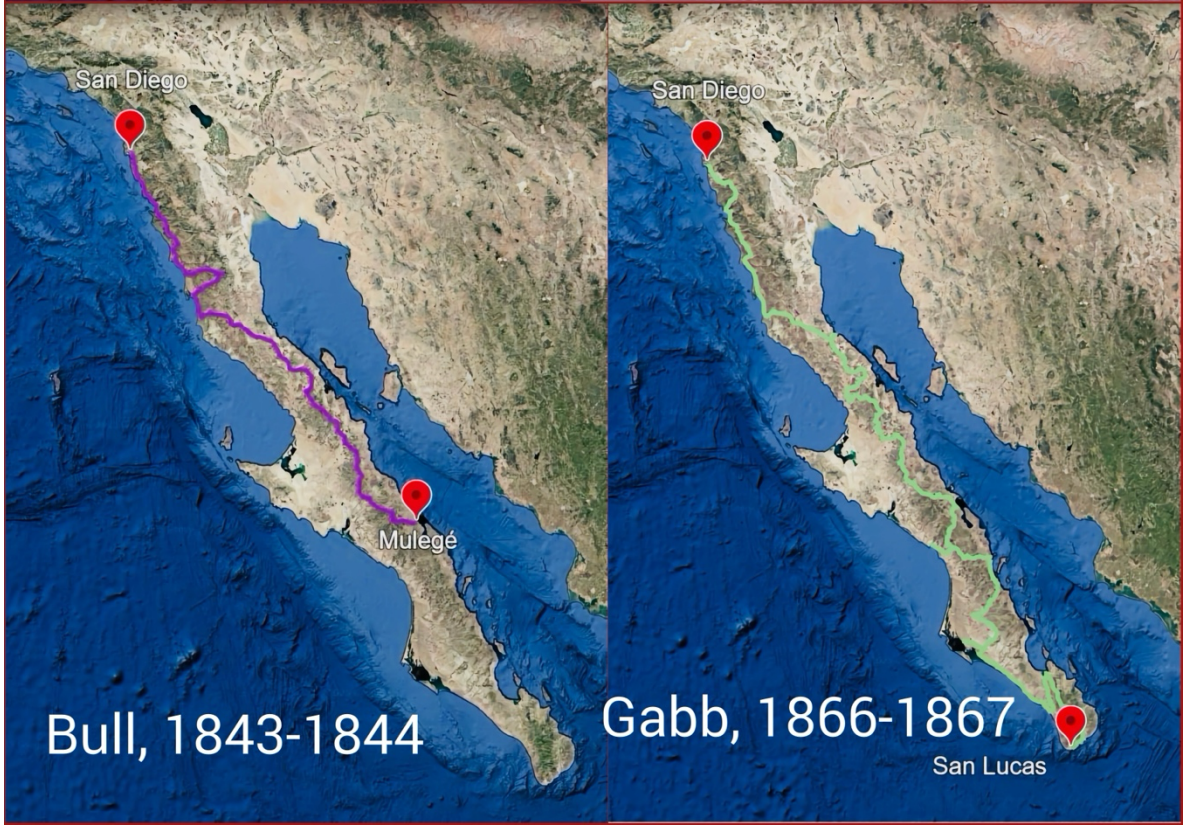 San Diego
Mulegé
Bull, 1843-1844
San Diego
Gabb, 1866-1867
San Lucas